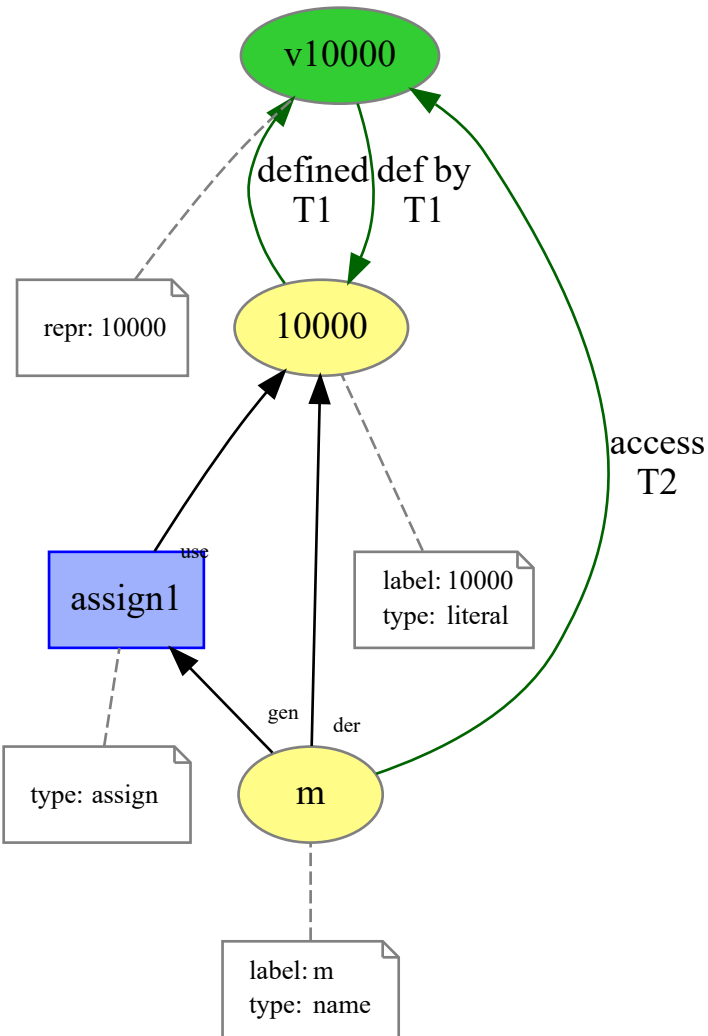 v10000
defined
T1
def by
T1
repr: 10000
10000
access
T2
use
assign1
label: 10000
type: literal
gen
der
type: assign
m
label: m
type: name